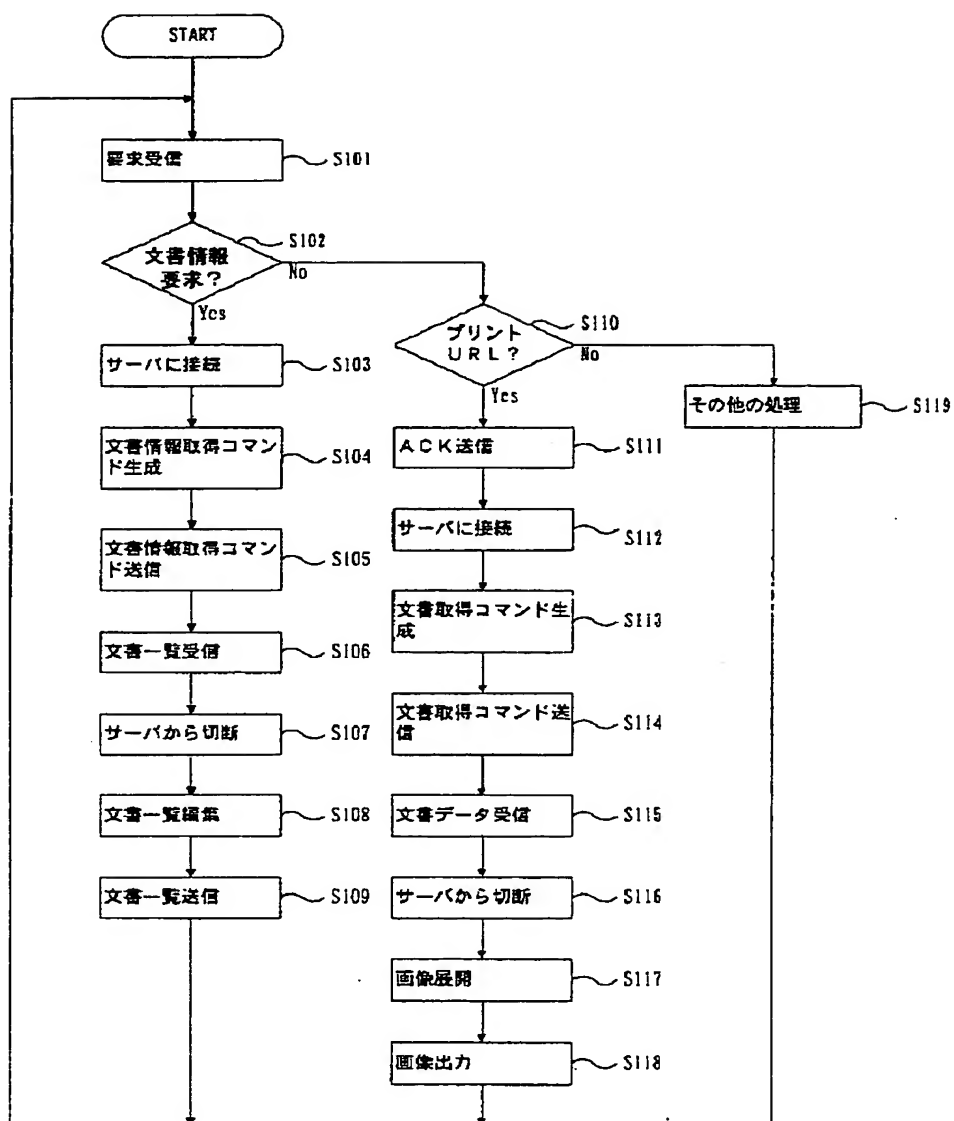 START
要求受信
S101
文書情報
要求？
S102
No
Yes
サーバに接続
S103
文書情報取得コマン
ド生成
S104
文書情報取得コマン
ド送信
S105
文書一覧受信
S106
サーバから切断
S107
文書一覧編集
S108
文書一覧送信
S109
プリント
ＵＲＬ？
S110
No
Yes
ＡＣＫ送信
S111
サーバに接続
S112
文書取得コマンド生
成
S113
文書取得コマンド送
信
S114
文書データ受信
S115
サーバから切断
S116
画像展開
S117
画像出力
S118
その他の処理
S119